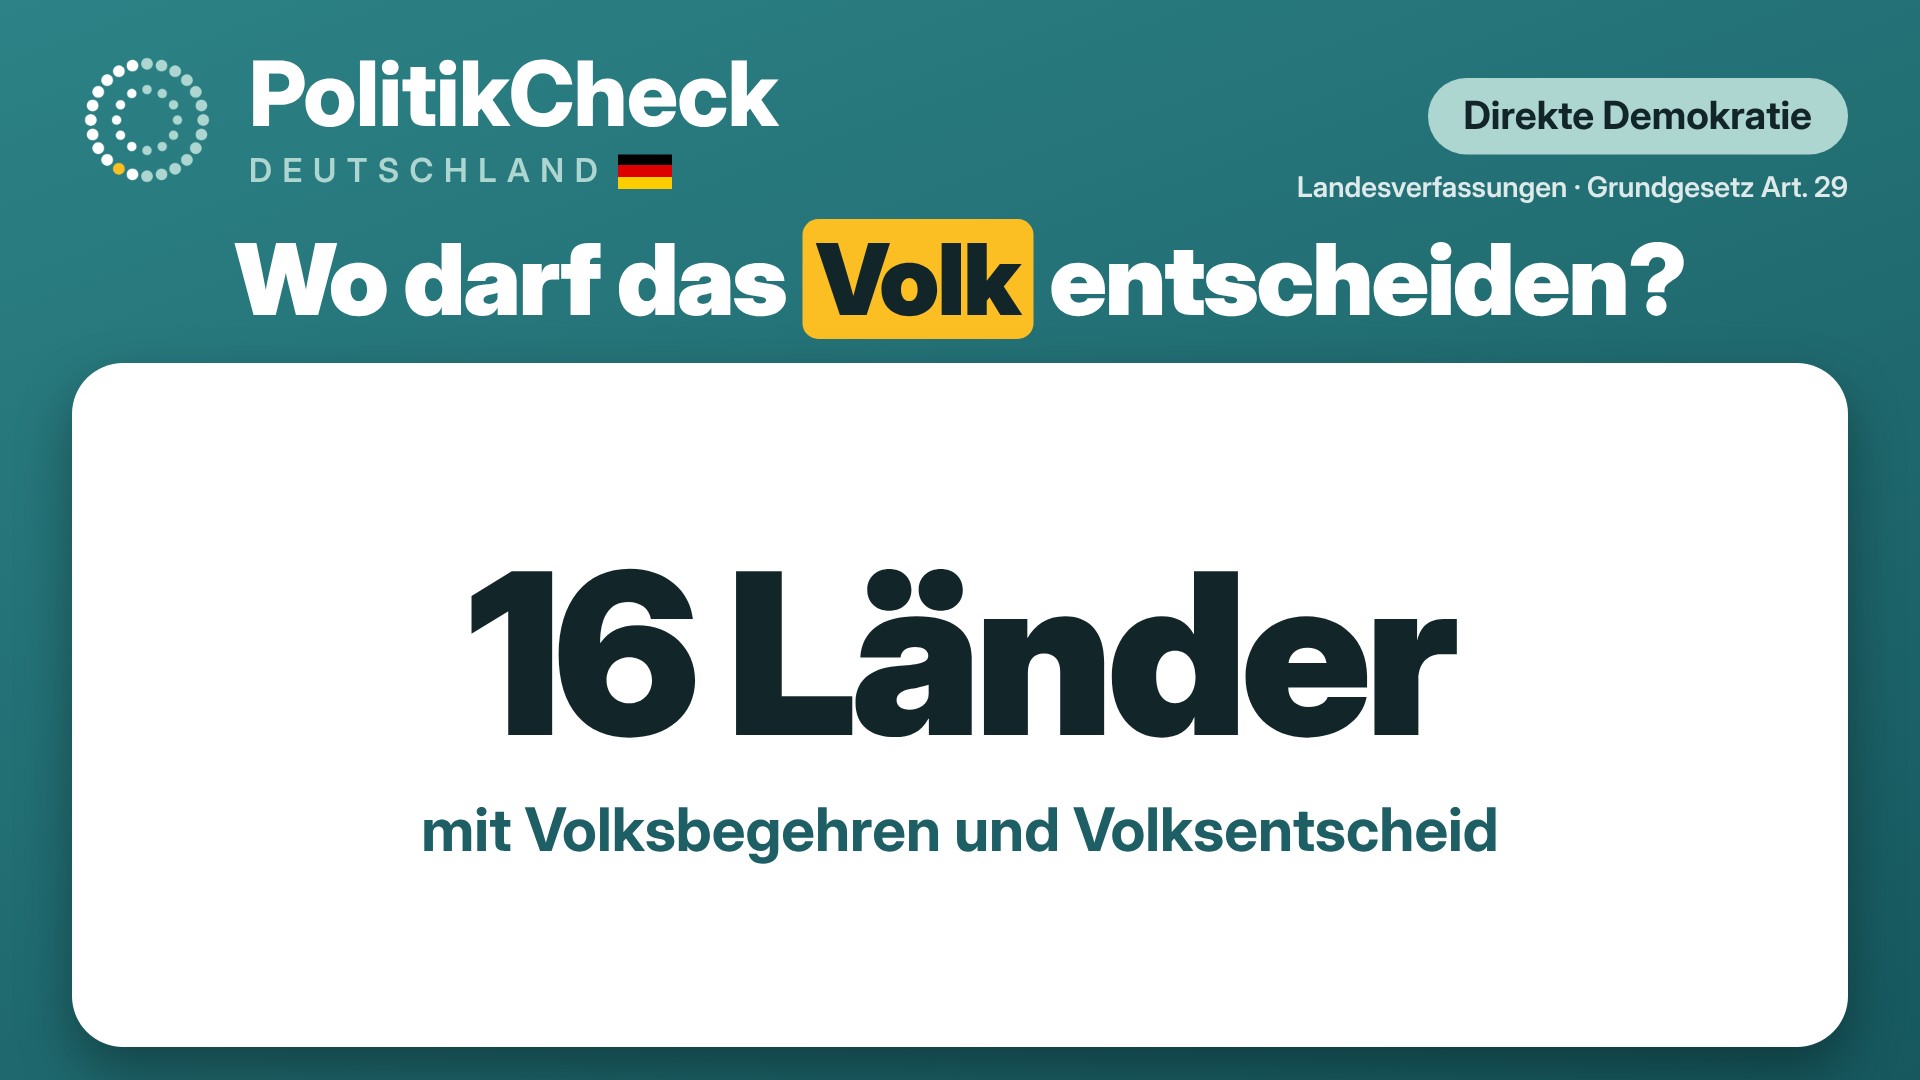 PolitikCheck
DEUTSCHLAND
Direkte Demokratie
Landesverfassungen · Grundgesetz Art. 29
Wo darf das Volk entscheiden?
16 Länder
mit Volksbegehren und Volksentscheid